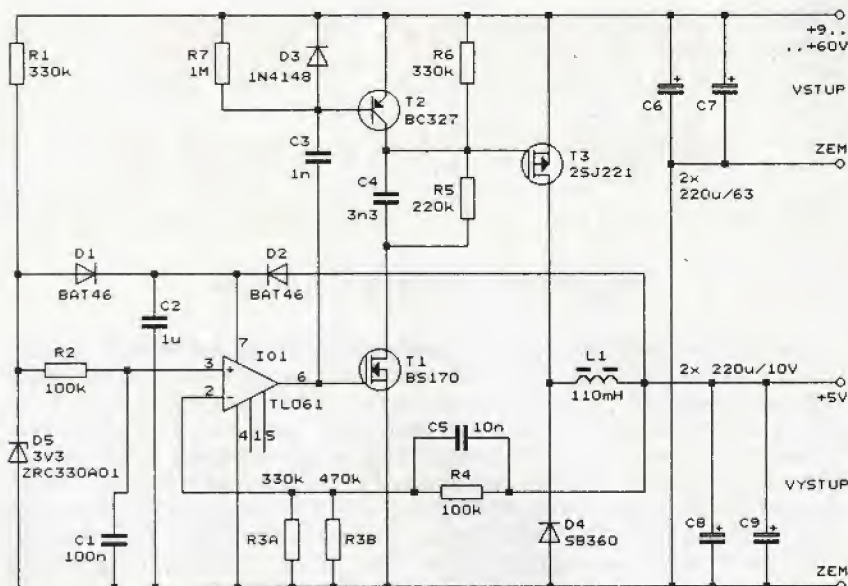 R1
330k
R7
1M
D3
1N4148
T2
BC327
R6
330k
+9..
..+60V
C6
C7
VSTUP
C3
1n
C4
3n3
R5
220k
T3
2SJ221
ZEM
2x
220u/63
D1
BAT46
D2
BAT46
C2
1u
R2
100k
7
3
+
2
-
IO1
6
TL061
4
1
5
T1
BS170
L1
110mH
2x 220u/10V
+5V
D5
3V3
ZRC330A01
C5
10n
330k
470k
R4
100k
VYSTUP
C1
100n
R3A
R3B
D4
SB360
C8
C9
ZEM